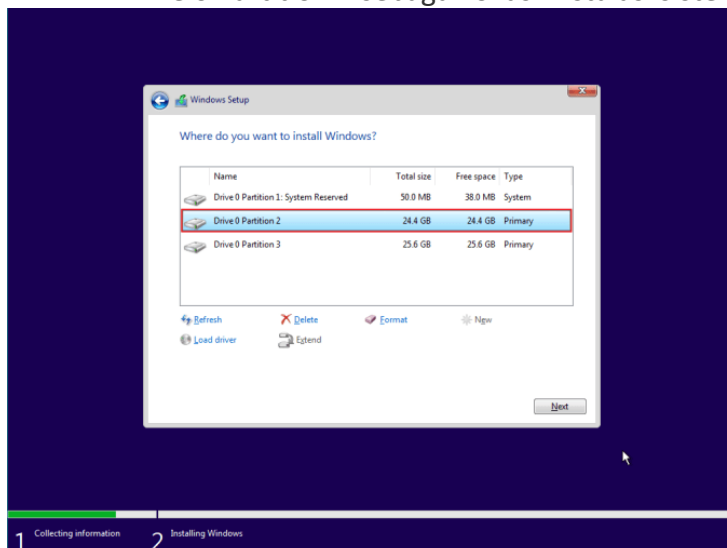 Windows Setup
Where do you want to install Windows?
Name Total size Free space Type
Drive 0 Partition 1: System Reserved 50.0 MB 38.0 MB System
Drive 0 Partition 2 24.4 GB 24.4 GB Primary
Drive 0 Partition 3 25.6 GB 25.6 GB Primary
Refresh Delete Format New
Load driver Extend
Next
1 Collecting information 2 Installing Windows